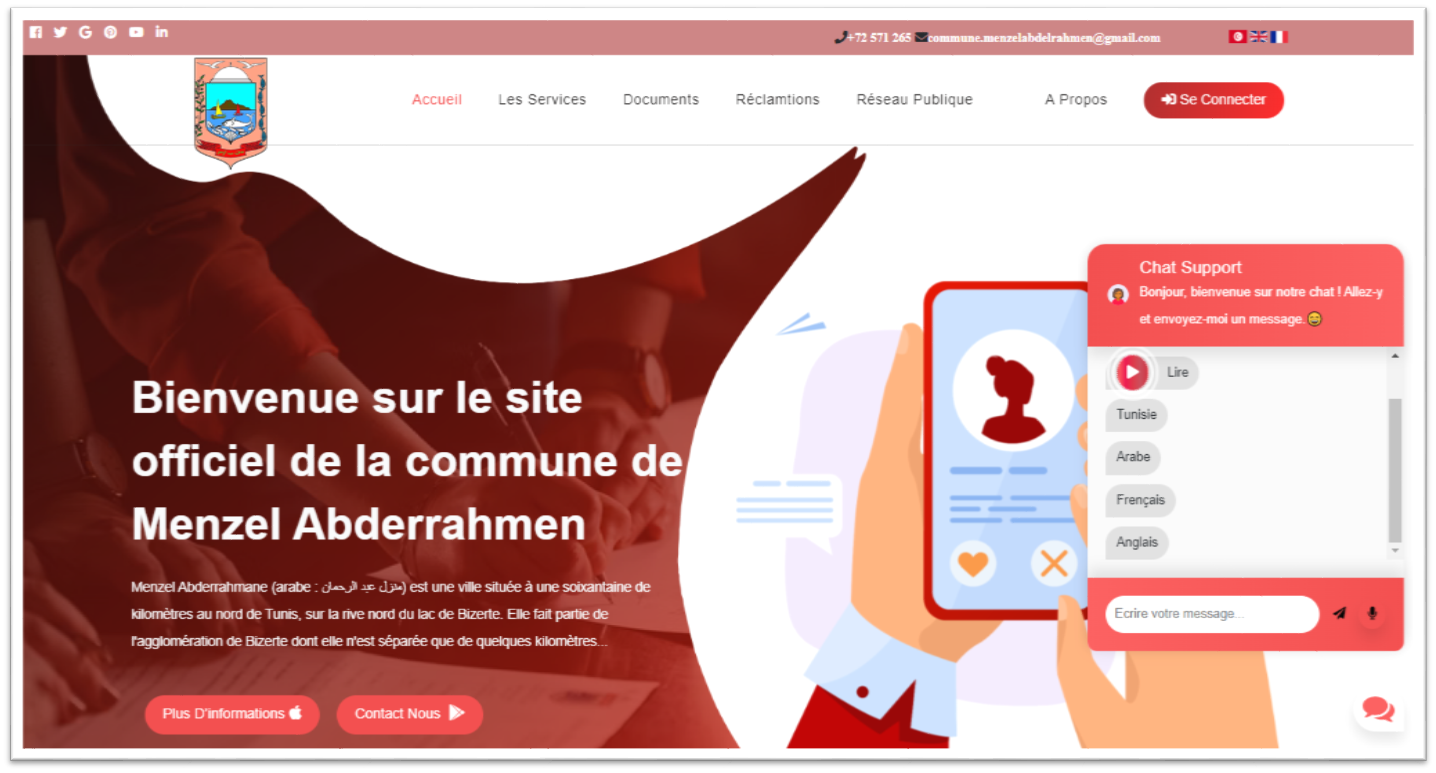 +72 571 265 commune.menzelabdelrahmen@gmail.com
Accueil Les Services Documents Réclamtions Réseau Publique A Propos Se Connecter
Bienvenue sur le site
officiel de la commune de
Menzel Abderrahmen
Menzel Abderrahmane (arabe : منزل عبد الرحمان) est une ville située à une soixantaine de
kilomètres au nord de Tunis, sur la rive nord du lac de Bizerte. Elle fait partie de
l'agglomération de Bizerte dont elle n'est séparée que de quelques kilomètres...
Plus D'informations Contact Nous
Chat Support
Bonjour, bienvenue sur notre chat ! Allez-y
et envoyez-moi un message.
Lire
Tunisie
Arabe
Frençais
Anglais
Ecrire votre message...